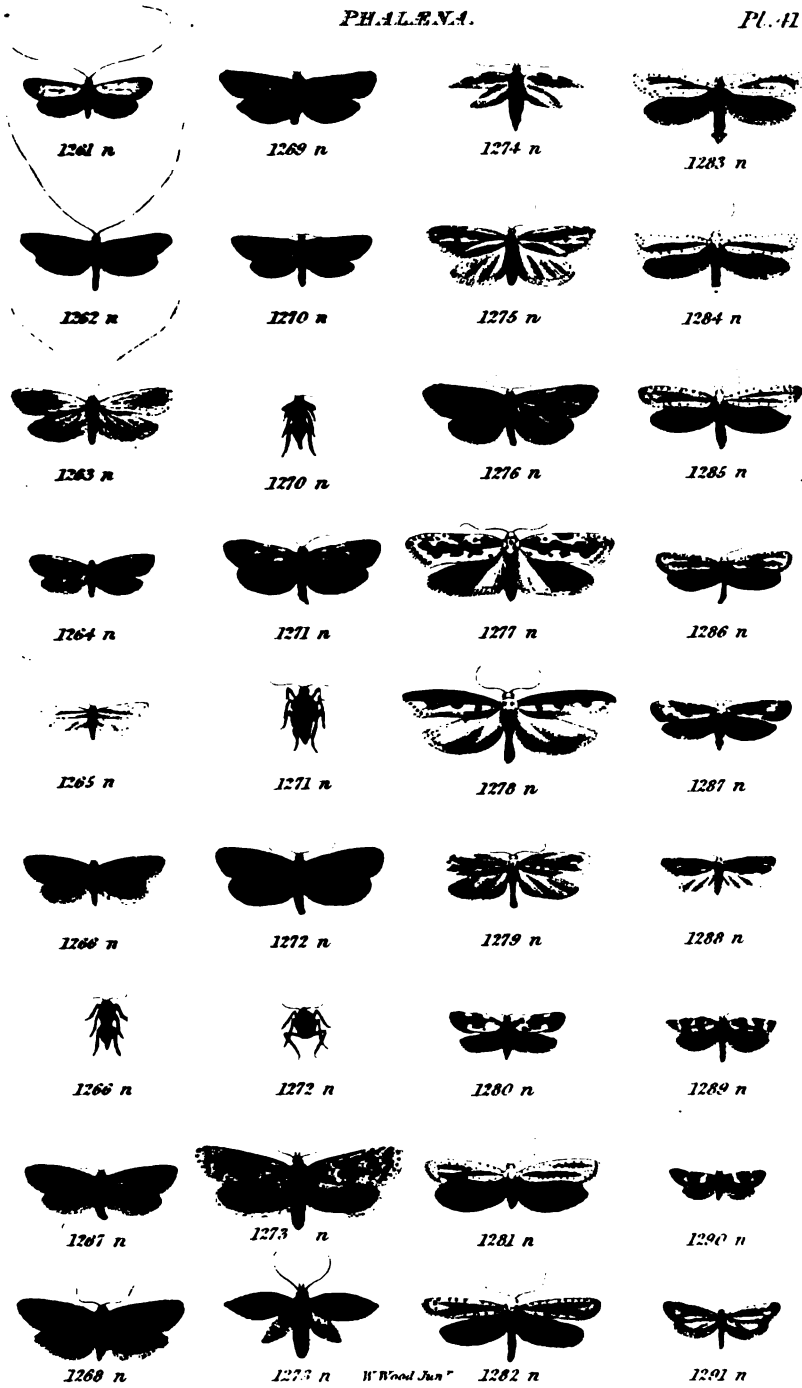 PHALÆNA. Pl. 41
1261 n 1269 n 1274 n 1283 n
1262 n 1270 n 1275 n 1284 n
1263 n 1270 n 1276 n 1285 n
1264 n 1271 n 1277 n 1286 n
1265 n 1271 n 1278 n 1287 n
1266 n 1272 n 1279 n 1288 n
1266 n 1272 n 1280 n 1289 n
1267 n 1273 n 1281 n 1290 n
1268 n 1273 n 1282 n 1291 n
W Wood Junr